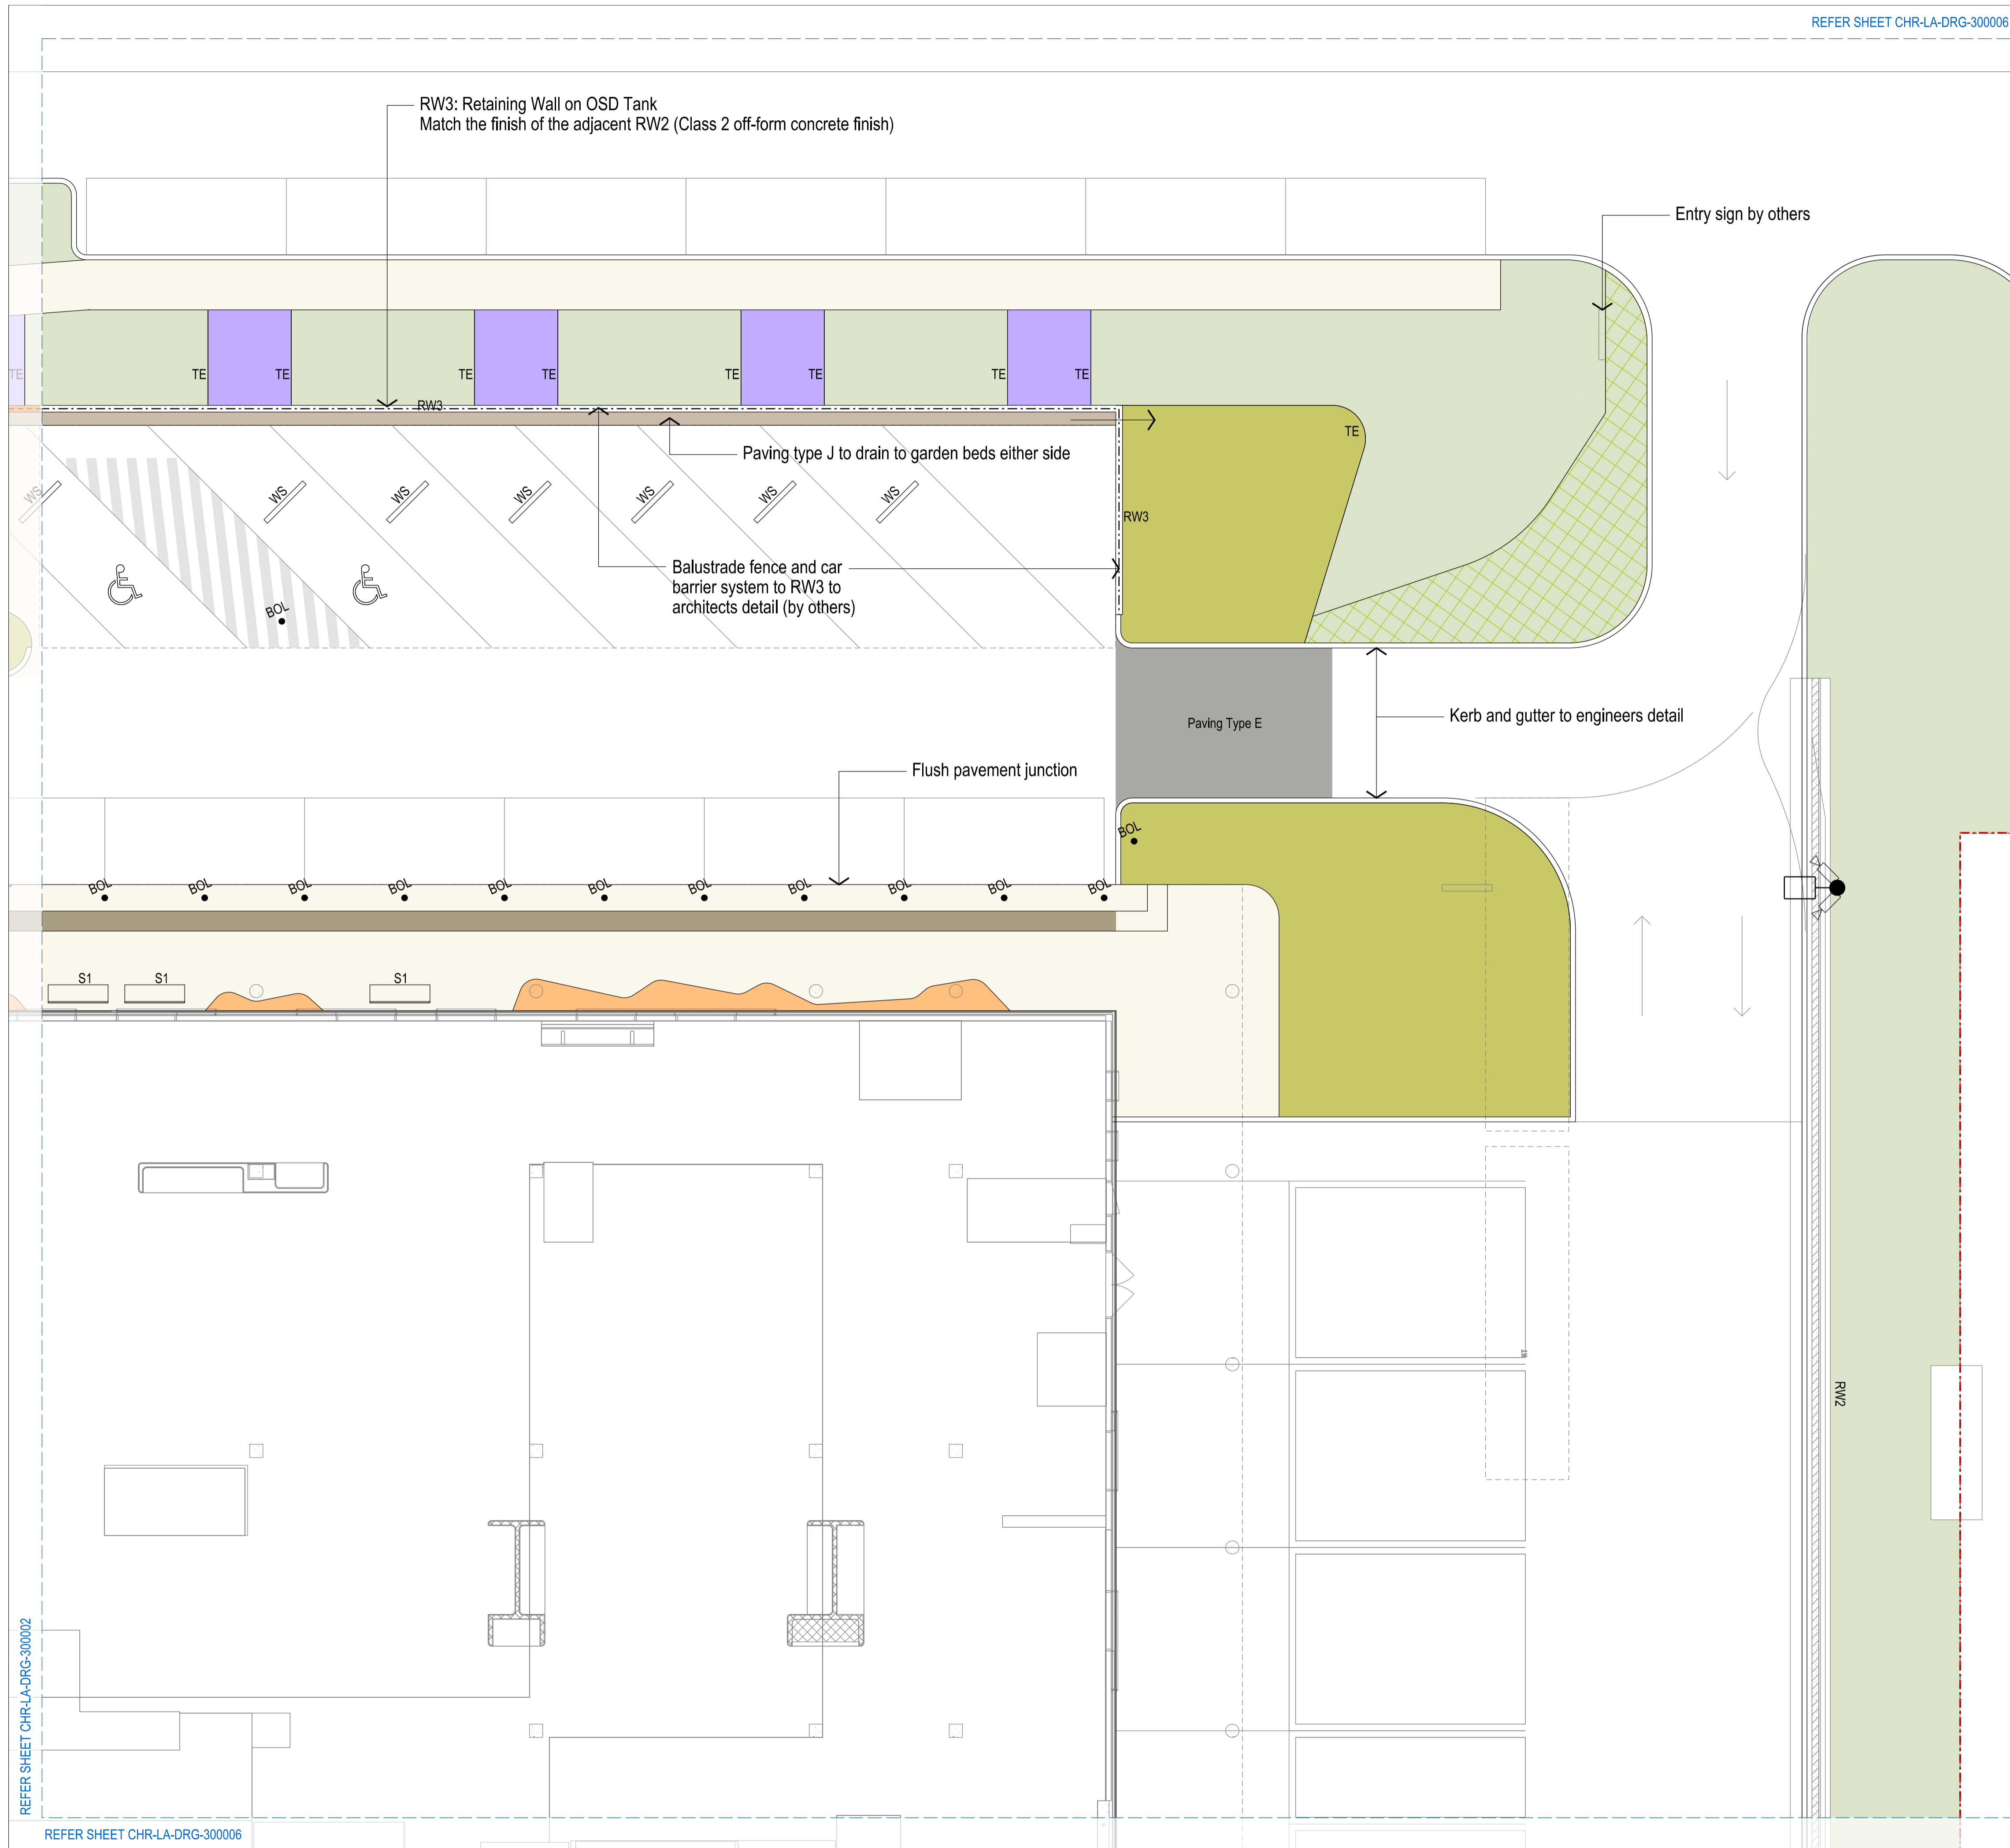 REFER SHEET CHR-LA-DRG-300006
RW3: Retaining Wall on OSD Tank
Match the finish of the adjacent RW2 (Class 2 off-form concrete finish)
Entry sign by others
TE
TE
TE
TE
TE
TE
TE
TE
TE
RW3
TE
Paving type J to drain to garden beds either side
WS
WS
WS
WS
WS
WS
WS
RW3
Balustrade fence and car
barrier system to RW3 to
architects detail (by others)
BOL
Paving Type E
Kerb and gutter to engineers detail
Flush pavement junction
BOL
BOL
BOL
BOL
BOL
BOL
BOL
BOL
BOL
BOL
BOL
BOL
S1
S1
S1
RT
RW2
REFER SHEET CHR-LA-DRG-300002
REFER SHEET CHR-LA-DRG-300006